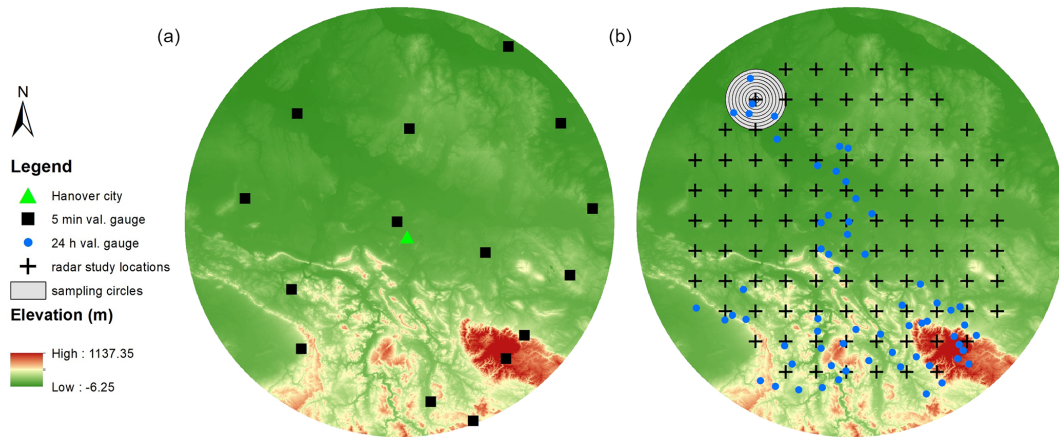 (a)
(b)
N
Legend
Hanover city
5 min val. gauge
24 h val. gauge
radar study locations
sampling circles
Elevation (m)
High : 1137.35
Low : -6.25